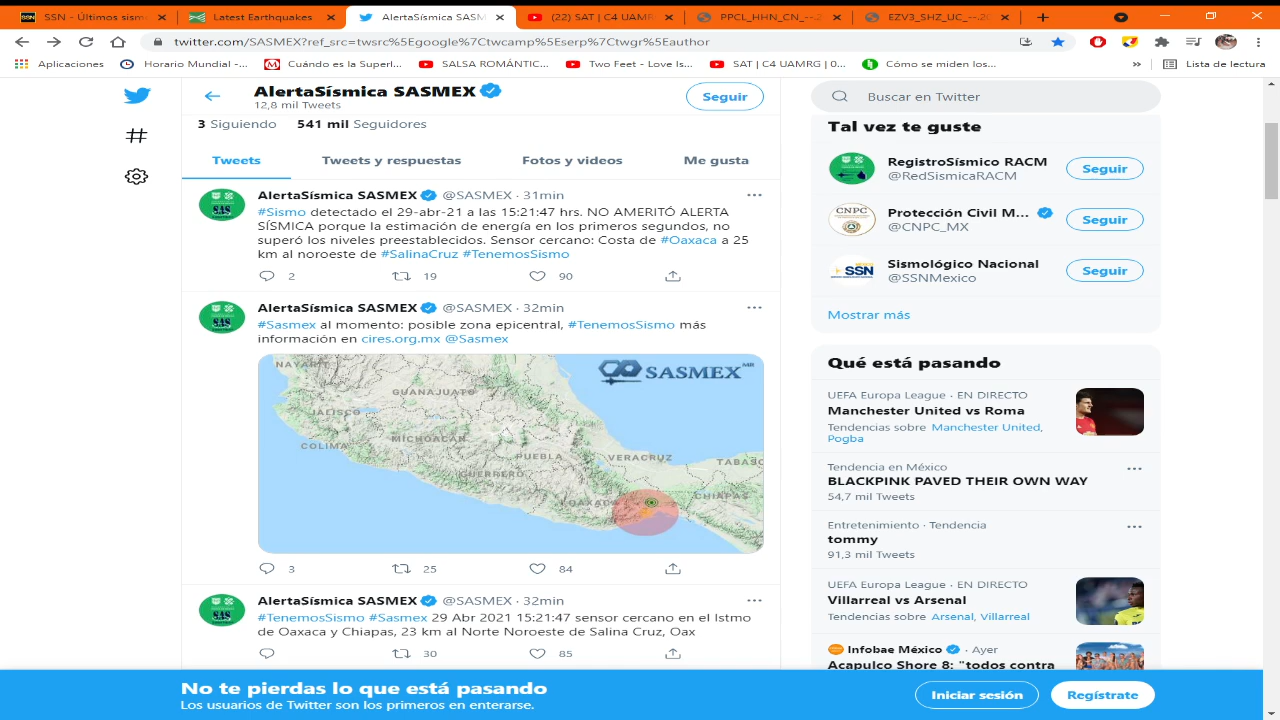 SSN - Últimos sism
Latest Earthquakes
AlertaSísmica SASM
(22) SAT | C4 UAMR
PPCL_HHN_CN_--.2
EZV3_SHZ_UC_--.20
twitter.com/SASMEX?ref_src=twsrc%5Egoogle%7Ctwcamp%5Eserp%7Ctwgr%5Eauthor
Aplicaciones
Horario Mundial -...
Cuándo es la Superl...
SALSA ROMÁNTIC...
Two Feet - Love Is...
SAT | C4 UAMRG | 0...
Cómo se miden los...
»
Lista de lectura
AlertaSísmica SASMEX
12,8 mil Tweets
Seguir
3 Siguiendo 541 mil Seguidores
Tweets
Tweets y respuestas
Fotos y videos
Me gusta
AlertaSísmica SASMEX @SASMEX · 31min
#Sismo detectado el 29-abr-21 a las 15:21:47 hrs. NO AMERITÓ ALERTA
SÍSMICA porque la estimación de energía en los primeros segundos, no
superó los niveles preestablecidos. Sensor cercano: Costa de #Oaxaca a 25
km al noroeste de #SalinaCruz #TenemosSismo
2 19 90
AlertaSísmica SASMEX @SASMEX · 32min
#Sasmex al momento: posible zona epicentral, #TenemosSismo más
información en cires.org.mx @Sasmex
NAYARIT
SASMEX MR
GUANAJUATO
JALISCO
COLIMA
MICHOACÁN
PUEBLA
VERACRUZ
TABASC
GUERRERO
OAXACA
CHIAPAS
3 25 84
AlertaSísmica SASMEX @SASMEX · 32min
#TenemosSismo #Sasmex 29 Abr 2021 15:21:47 sensor cercano en el Istmo
de Oaxaca y Chiapas, 23 km al Norte Noroeste de Salina Cruz, Oax
30 85
Buscar en Twitter
Tal vez te guste
RegistroSísmico RACM
@RedSismicaRACM
Seguir
CNPC
Protección Civil M...
@CNPC_MX
Seguir
SSN
Sismológico Nacional
@SSNMexico
Seguir
Mostrar más
Qué está pasando
UEFA Europa League · EN DIRECTO
Manchester United vs Roma
Tendencias sobre Manchester United,
Pogba
Tendencia en México
BLACKPINK PAVED THEIR OWN WAY
54,7 mil Tweets
Entretenimiento · Tendencia
tommy
91,3 mil Tweets
UEFA Europa League · EN DIRECTO
Villarreal vs Arsenal
Tendencias sobre Arsenal, Villarreal
Infobae México · Ayer
Acapulco Shore 8: "todos contra
No te pierdas lo que está pasando
Los usuarios de Twitter son los primeros en enterarse.
Iniciar sesión
Regístrate